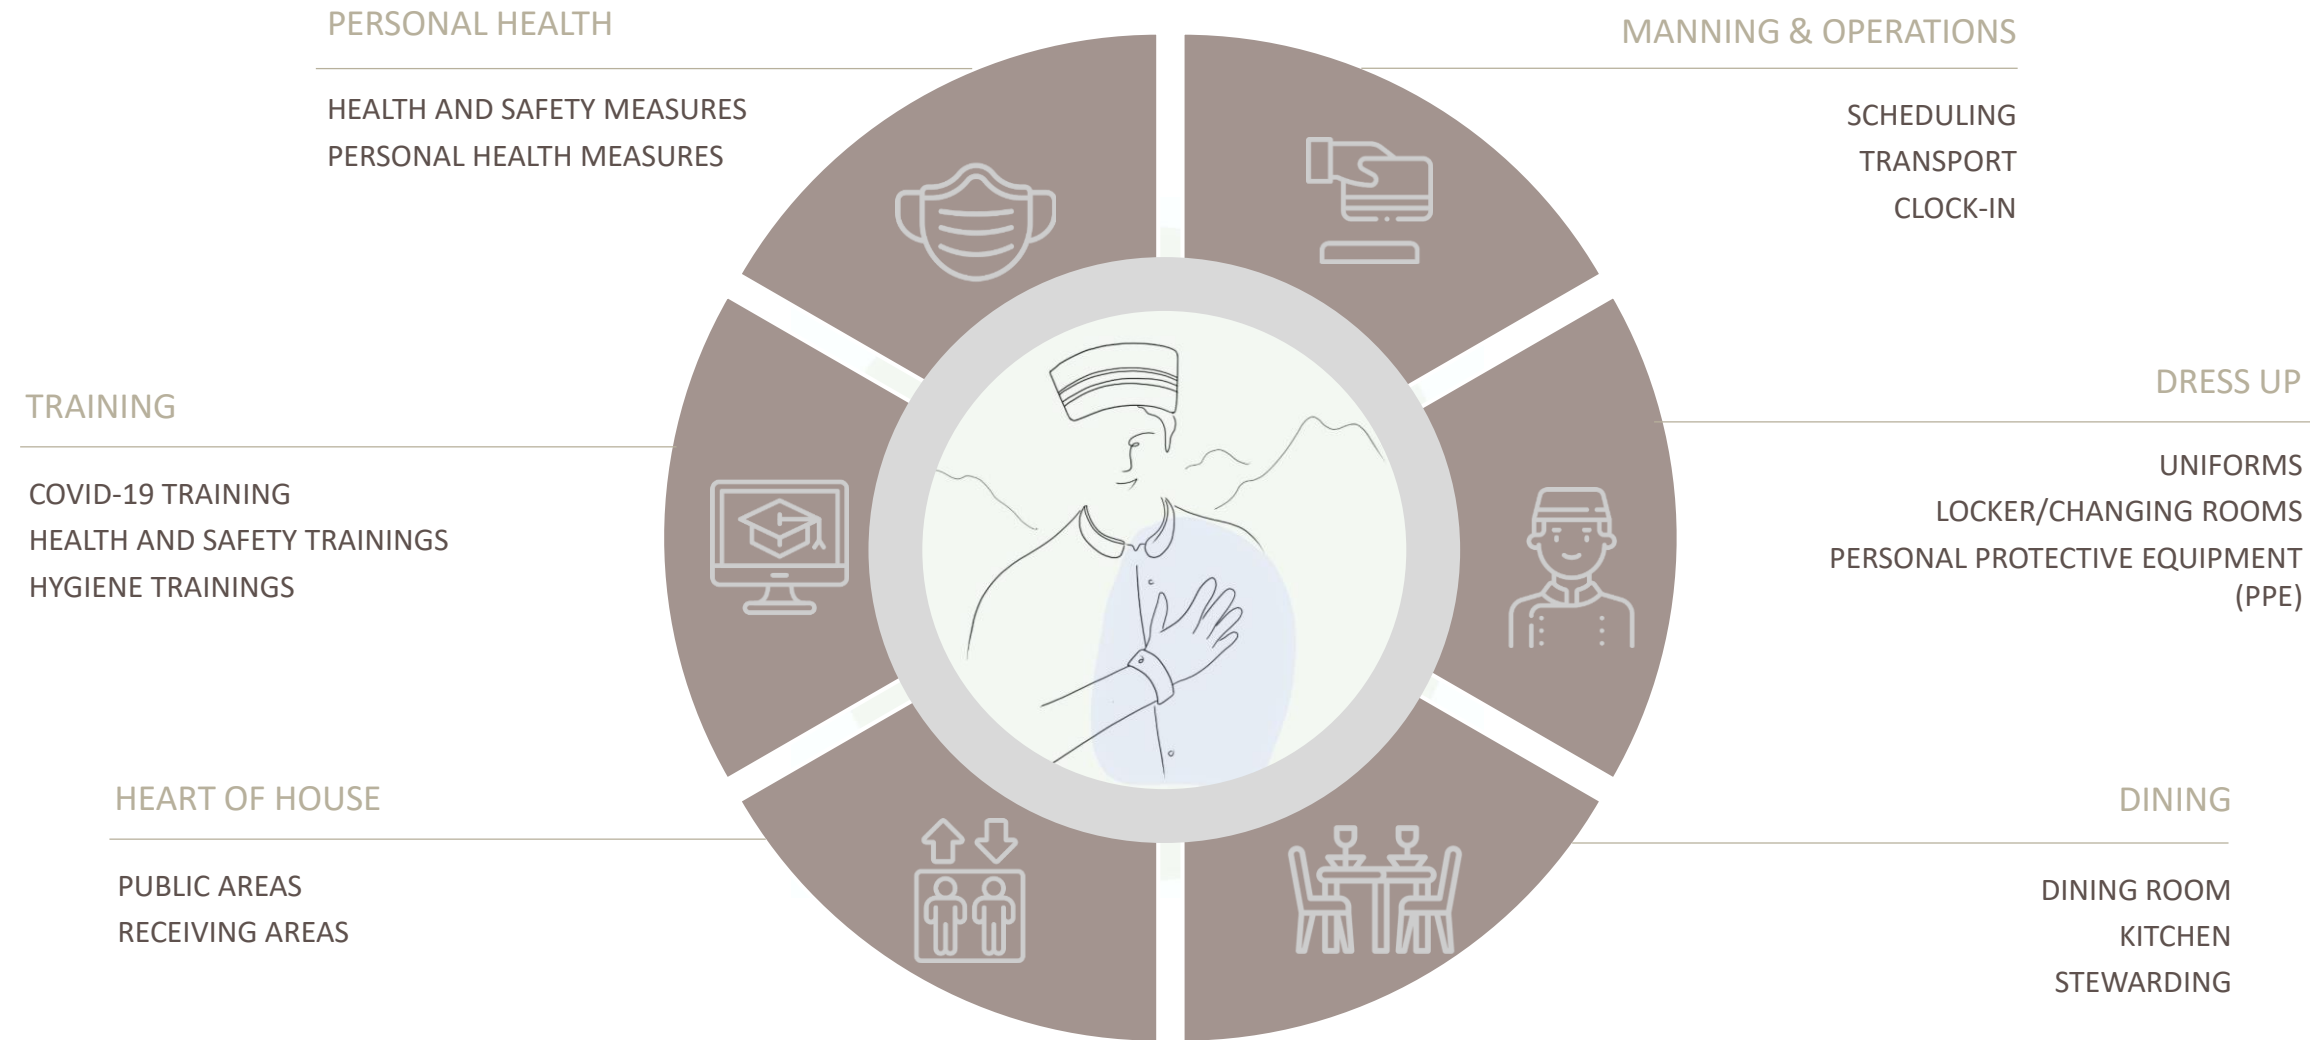 PERSONAL HEALTH
HEALTH AND SAFETY MEASURES
PERSONAL HEALTH MEASURES
MANNING & OPERATIONS
SCHEDULING
TRANSPORT
CLOCK-IN
TRAINING
COVID-19 TRAINING
HEALTH AND SAFETY TRAININGS
HYGIENE TRAININGS
DRESS UP
UNIFORMS
LOCKER/CHANGING ROOMS
PERSONAL PROTECTIVE EQUIPMENT
(PPE)
HEART OF HOUSE
PUBLIC AREAS
RECEIVING AREAS
DINING
DINING ROOM
KITCHEN
STEWARDING